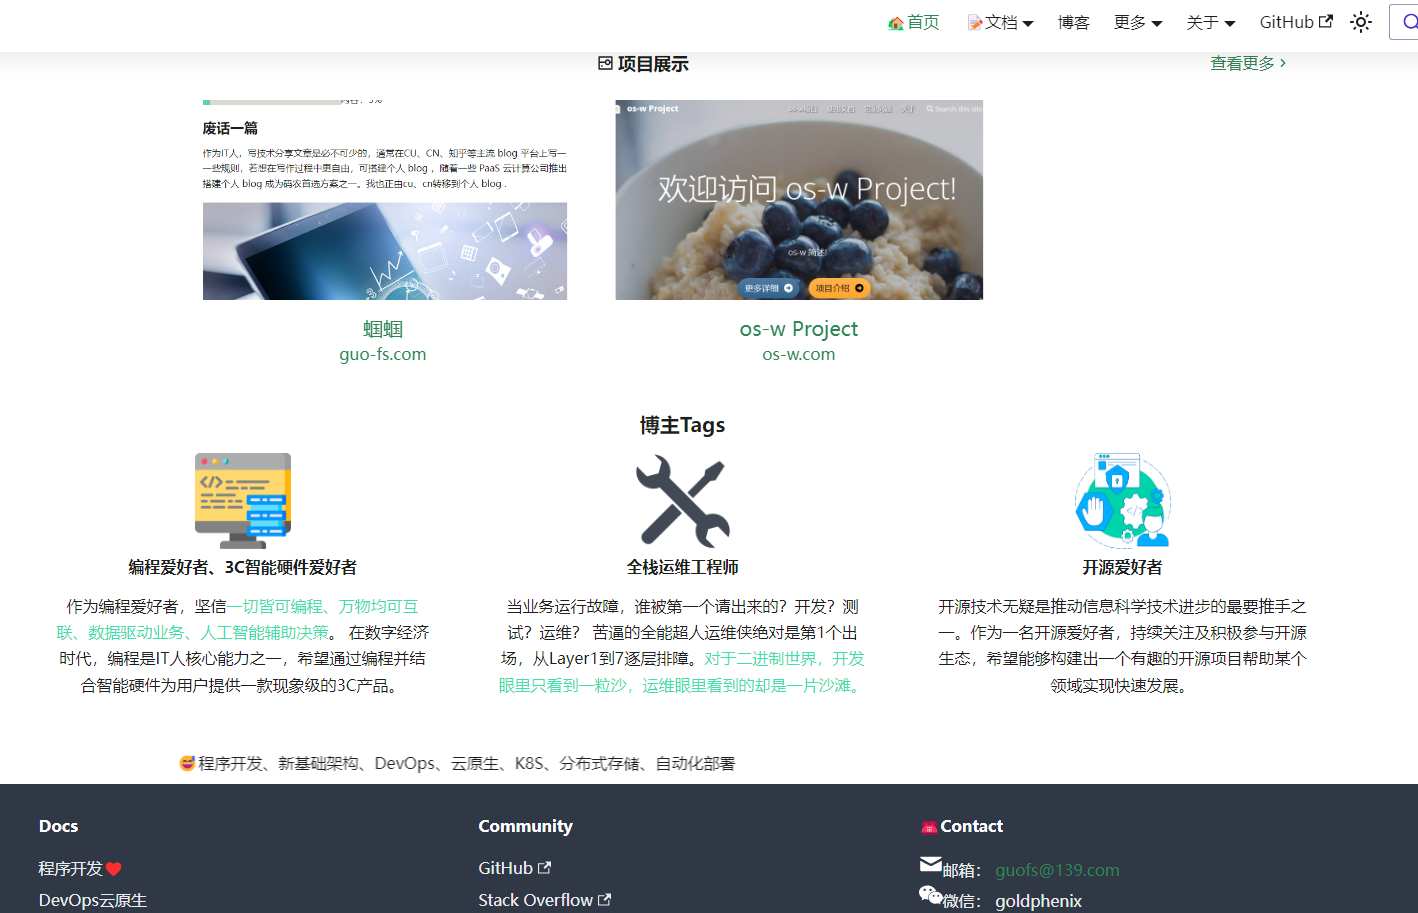 首页 文档 博客 更多 关于 GitHub
项目展示 查看更多
废话一篇
作为IT人，写技术分享文章是必不可少的，通常在CU、CN、知乎等主流 blog 平台上写一
一些规则，若想在写作过程中更自由，可搭建个人 blog ，随着一些 PaaS 云计算公司推出
搭建个人 blog 成为码农首选方案之一。我也正由cu、cn转移到个人 blog .
os-w Project 关于 Search this site
欢迎访问 os-w Project!
os-w 简述!
更多详细 项目介绍
蝈蝈 os-w Project
guo-fs.com os-w.com
博主Tags
编程爱好者、3C智能硬件爱好者
作为编程爱好者，坚信一切皆可编程、万物均可互
联、数据驱动业务、人工智能辅助决策。 在数字经济
时代，编程是IT人核心能力之一，希望通过编程并结
合智能硬件为用户提供一款现象级的3C产品。
全栈运维工程师
当业务运行故障，谁被第一个请出来的？开发？测
试？运维？ 苦逼的全能超人运维侠绝对是第1个出
场，从Layer1到7逐层排障。对于二进制世界，开发
眼里只看到一粒沙，运维眼里看到的却是一片沙滩。
开源爱好者
开源技术无疑是推动信息科学技术进步的最要推手之
一。作为一名开源爱好者，持续关注及积极参与开源
生态，希望能够构建出一个有趣的开源项目帮助某个
领域实现快速发展。
程序开发、新基础架构、DevOps、云原生、K8S、分布式存储、自动化部署
Docs
程序开发
DevOps云原生
Community
GitHub
Stack Overflow
Contact
邮箱： guofs@139.com
微信： goldphenix